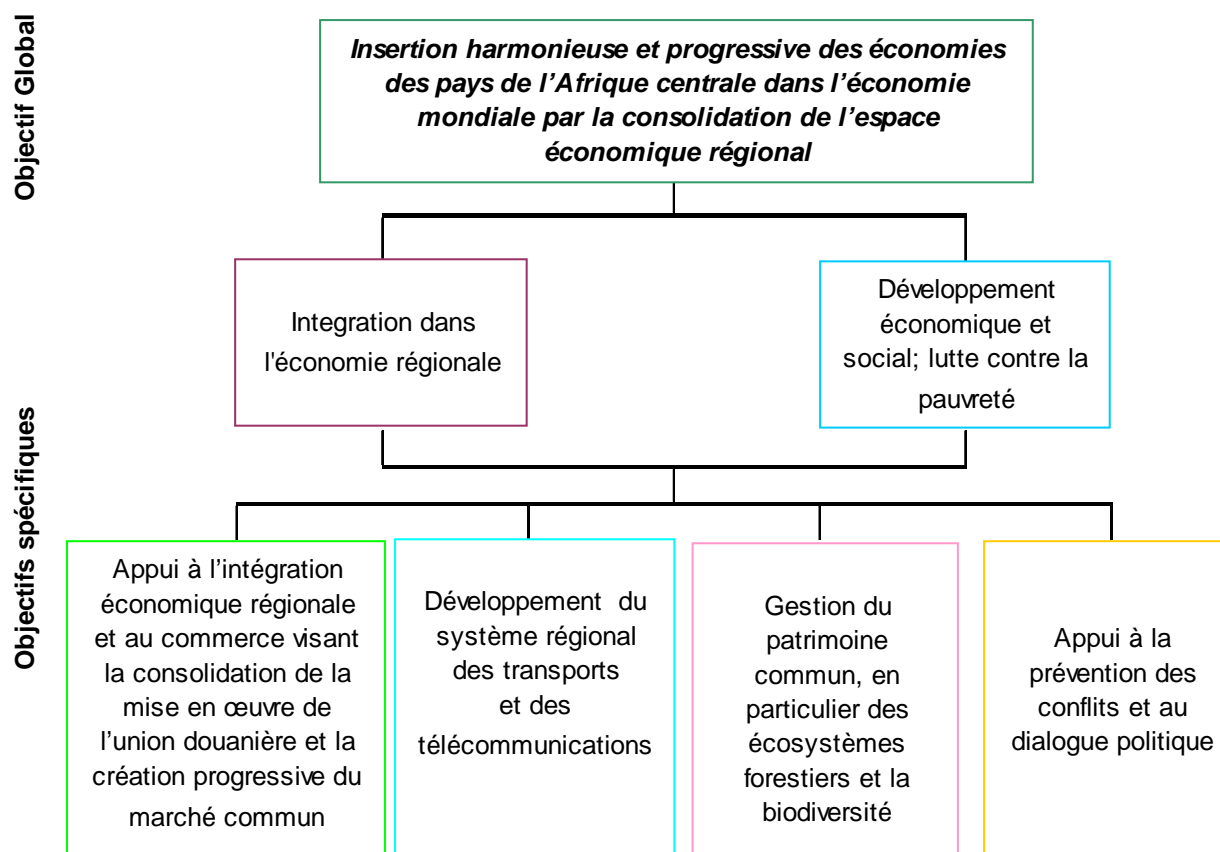 Objectif Global
Insertion harmonieuse et progressive des économies
des pays de l'Afrique centrale dans l'économie
mondiale par la consolidation de l'espace
économique régional
Integration dans
l'économie régionale
Développement
économique et
social; lutte contre la
pauvreté
Objectifs spécifiques
Appui à l'intégration
économique régionale
et au commerce visant
la consolidation de la
mise en œuvre de
l'union douanière et la
création progressive du
marché commun
Développement du
système régional
des transports
et des
télécommunications
Gestion du
patrimoine
commun, en
particulier des
écosystèmes
forestiers et la
biodiversité
Appui à la
prévention des
conflits et au
dialogue politique